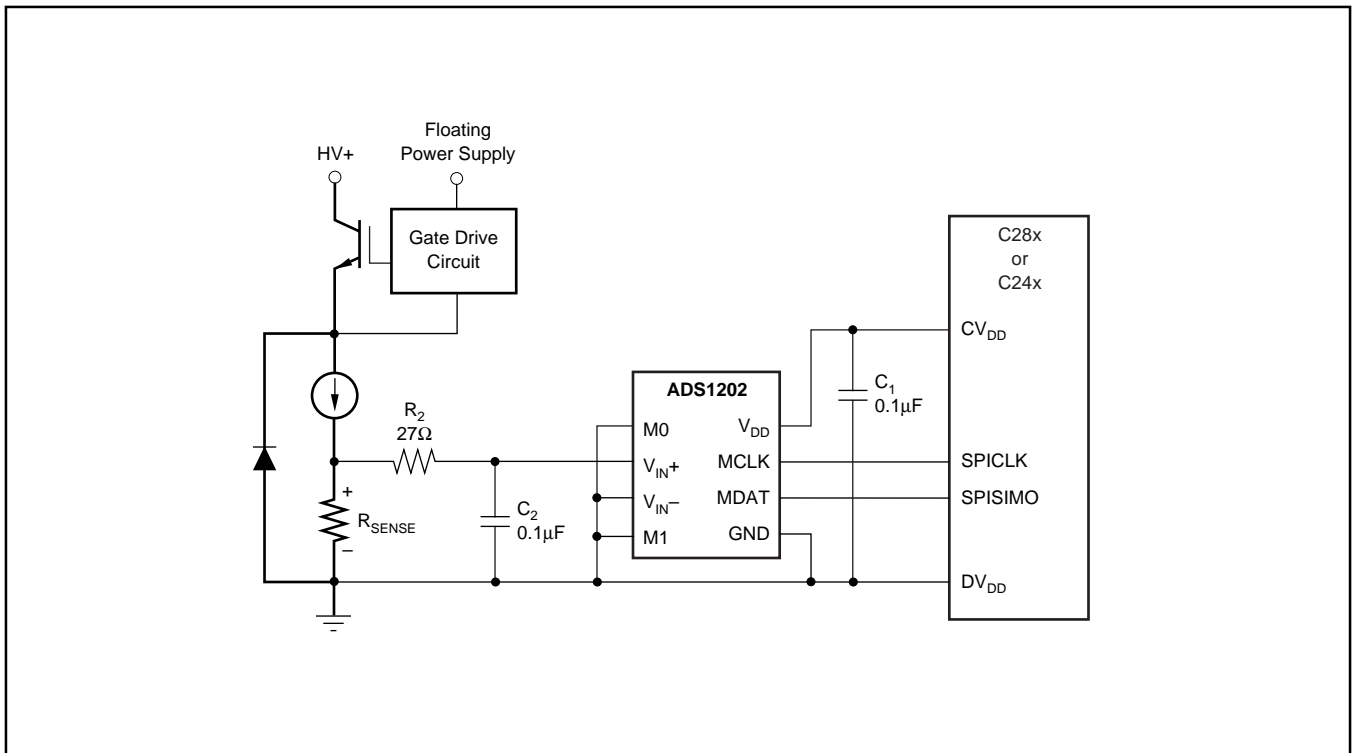 Floating
Power Supply
HV+
Gate Drive
Circuit
C28x
or
C24x
CV_DD
ADS1202
C_1
0.1μF
R_2
27Ω
M0
V_DD
V_IN+
MCLK
SPICLK
V_IN–
MDAT
SPISIMO
M1
GND
C_2
0.1μF
+
R_SENSE
–
DV_DD